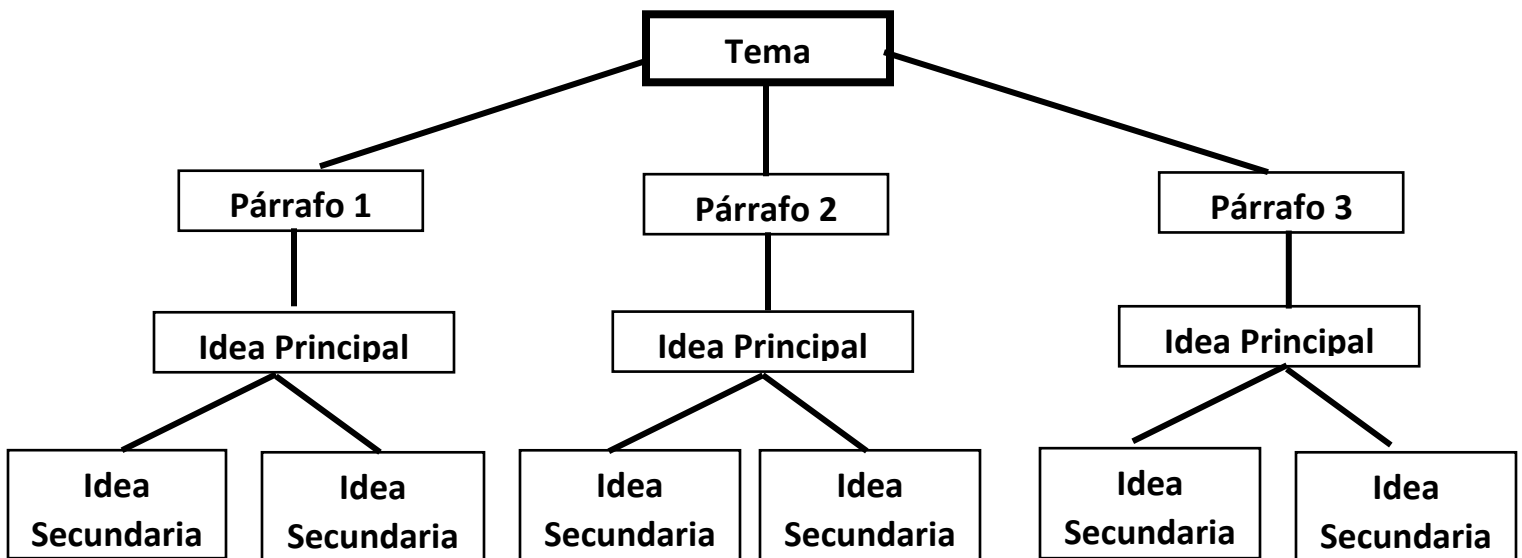 Tema
Párrafo 1
Párrafo 2
Párrafo 3
Idea Principal
Idea Principal
Idea Principal
Idea
Secundaria
Idea
Secundaria
Idea
Secundaria
Idea
Secundaria
Idea
Secundaria
Idea
Secundaria